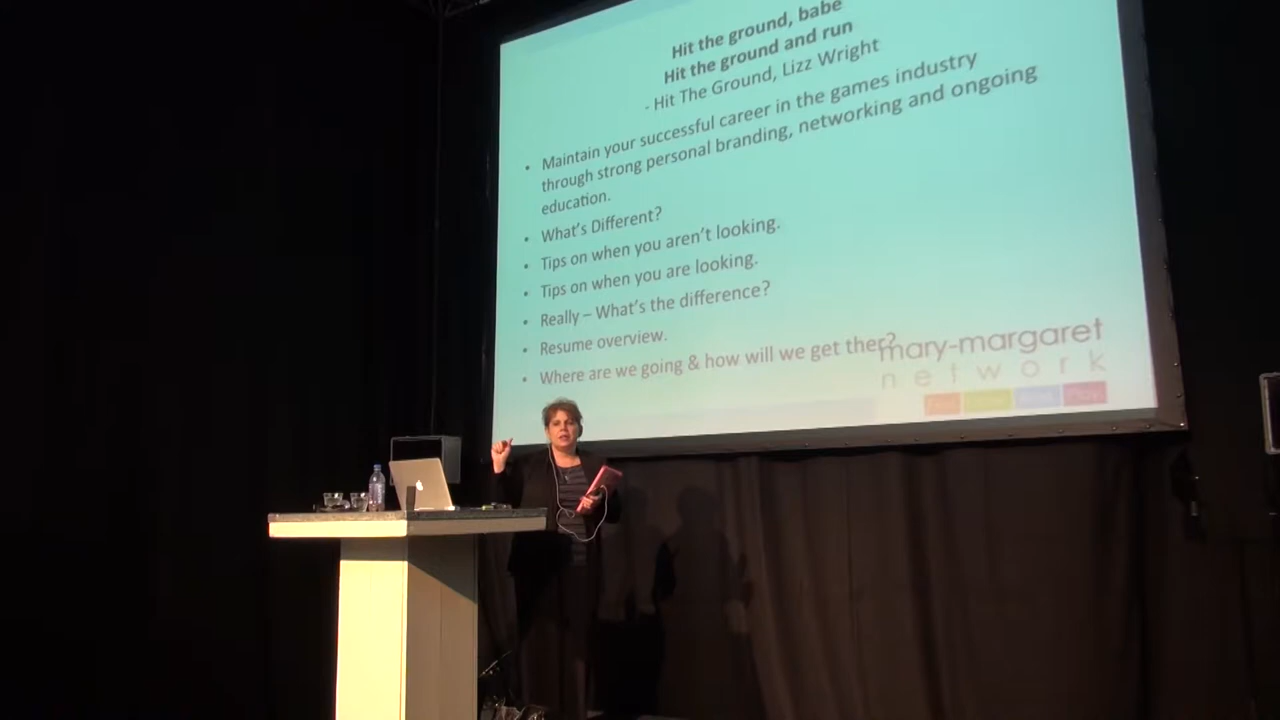 Hit the ground, babe
Hit the ground and run
- Hit The Ground, Lizz Wright
• Maintain your successful career in the games industry
through strong personal branding, networking and ongoing
education.
• What's Different?
• Tips on when you aren't looking.
• Tips on when you are looking.
• Really – What's the difference?
• Resume overview.
• Where are we going & how will we get ther?
mary-margaret
network